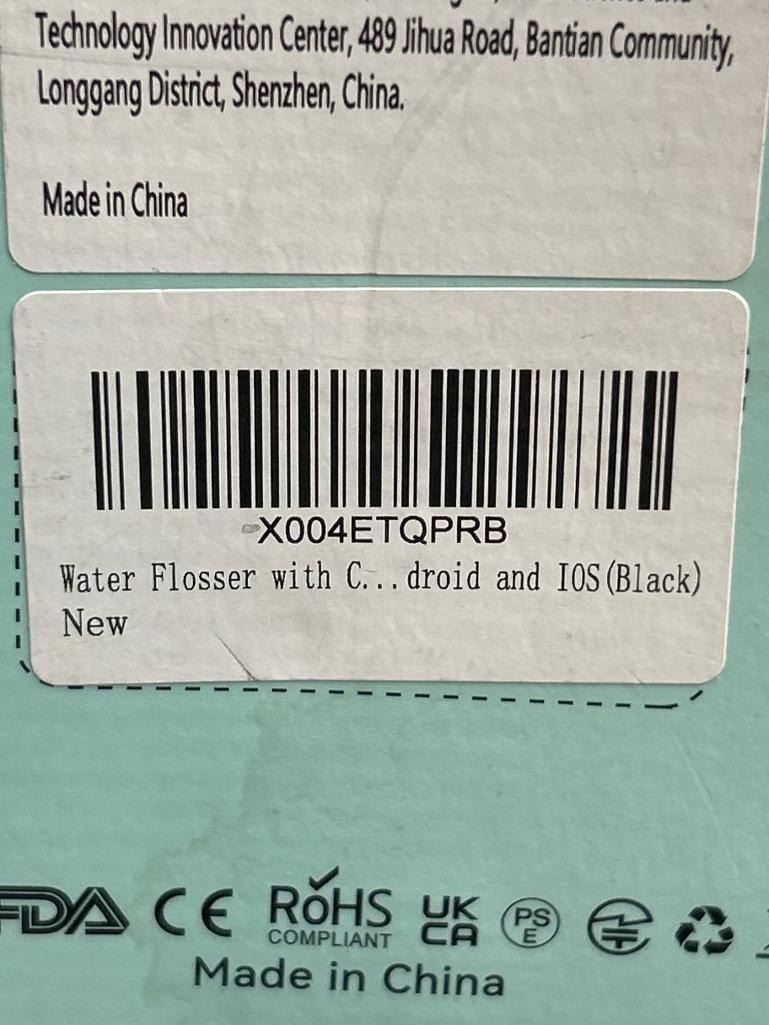 Technology Innovation Center, 489 Jihua Road, Bantian Community,
Longgang District, Shenzhen, China.
Made in China
X004ETQPRB
Water Flosser with C...droid and IOS(Black)
New
FDA CE RoHS COMPLIANT UK CA PS E
Made in China